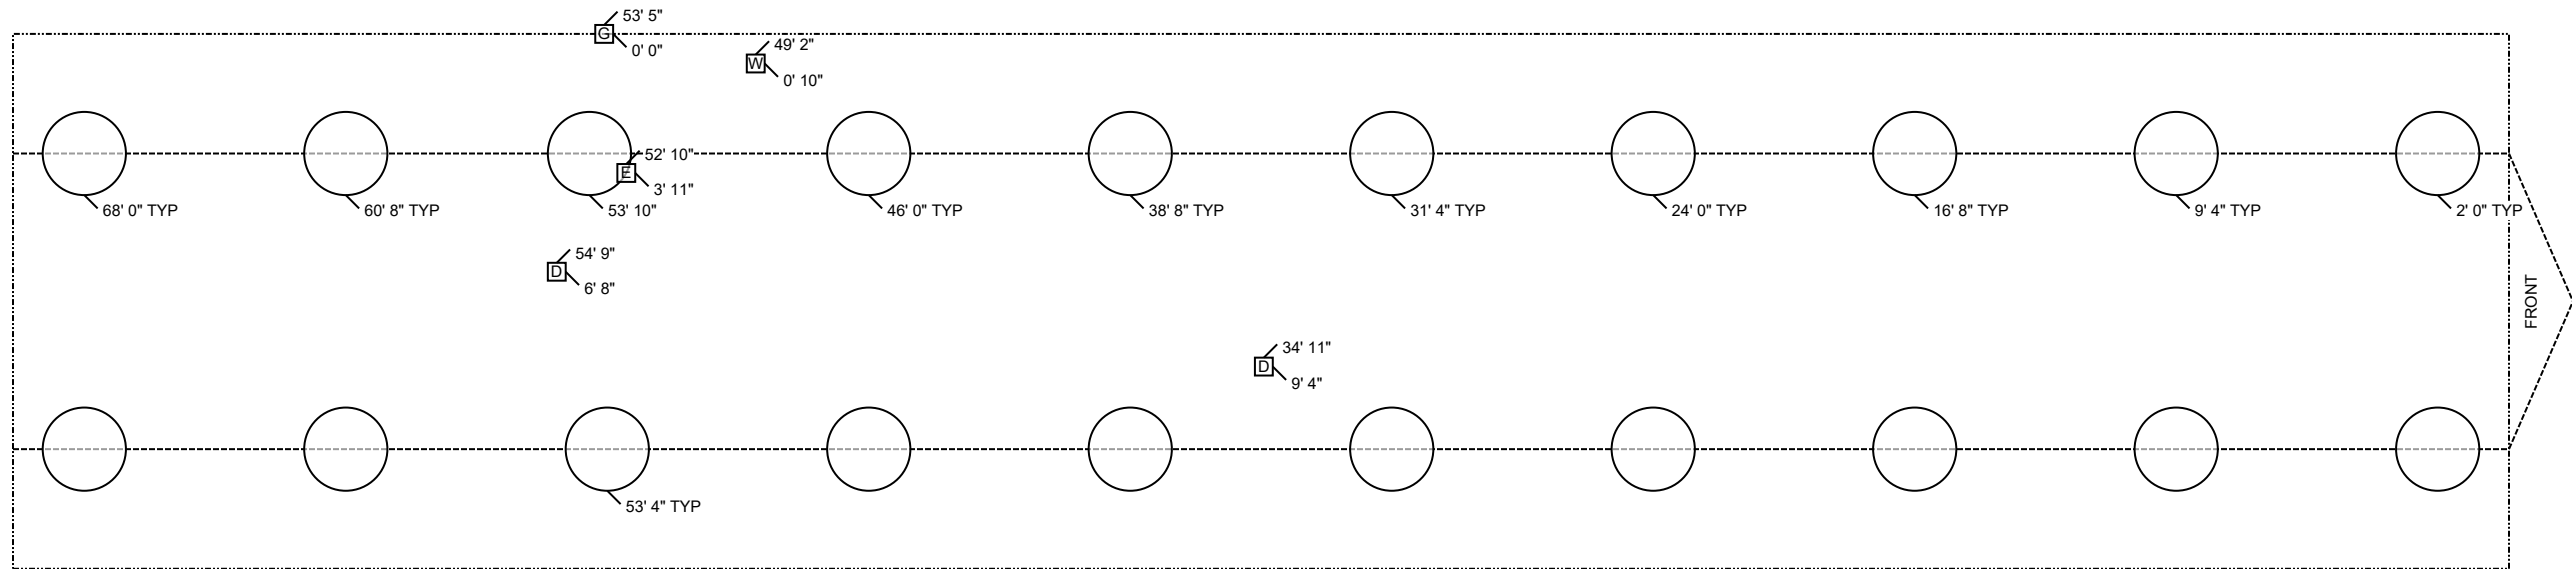 53' 5"
G
0' 0"
49' 2"
W
0' 10"
52' 10"
E
3' 11"
68' 0" TYP
60' 8" TYP
53' 10"
46' 0" TYP
38' 8" TYP
31' 4" TYP
24' 0" TYP
16' 8" TYP
9' 4" TYP
2' 0" TYP
54' 9"
D
6' 8"
FRONT
34' 11"
D
9' 4"
53' 4" TYP